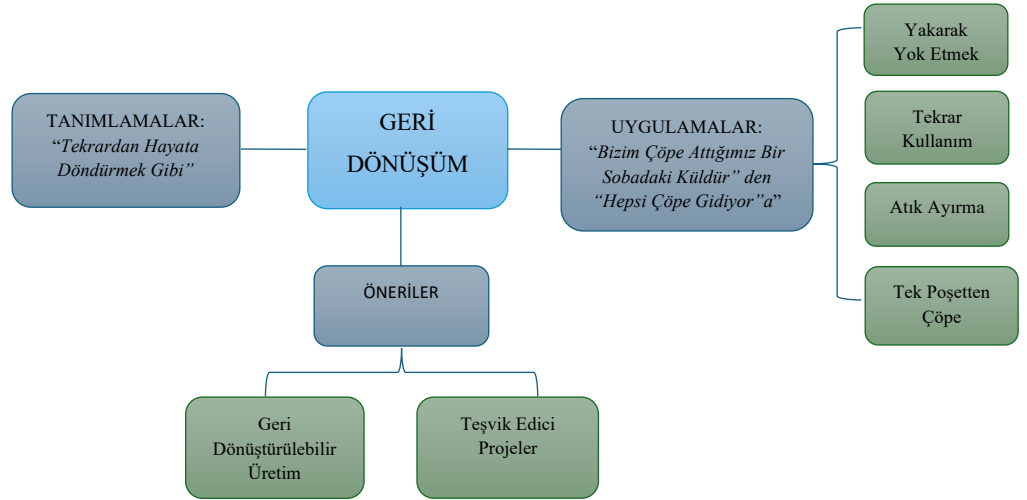 TANIMLAMALAR:
“Tekrardan Hayata
Döndürmek Gibi”
GERİ
DÖNÜŞÜM
UYGULAMALAR:
“Bizim Çöpe Attığımız Bir
Sobadaki Küldür” den
“Hepsi Çöpe Gidiyor”a”
Yakarak
Yok Etmek
Tekrar
Kullanım
Atık Ayırma
Tek Poşetten
Çöpe
ÖNERİLER
Geri
Dönüştürülebilir
Üretim
Teşvik Edici
Projeler